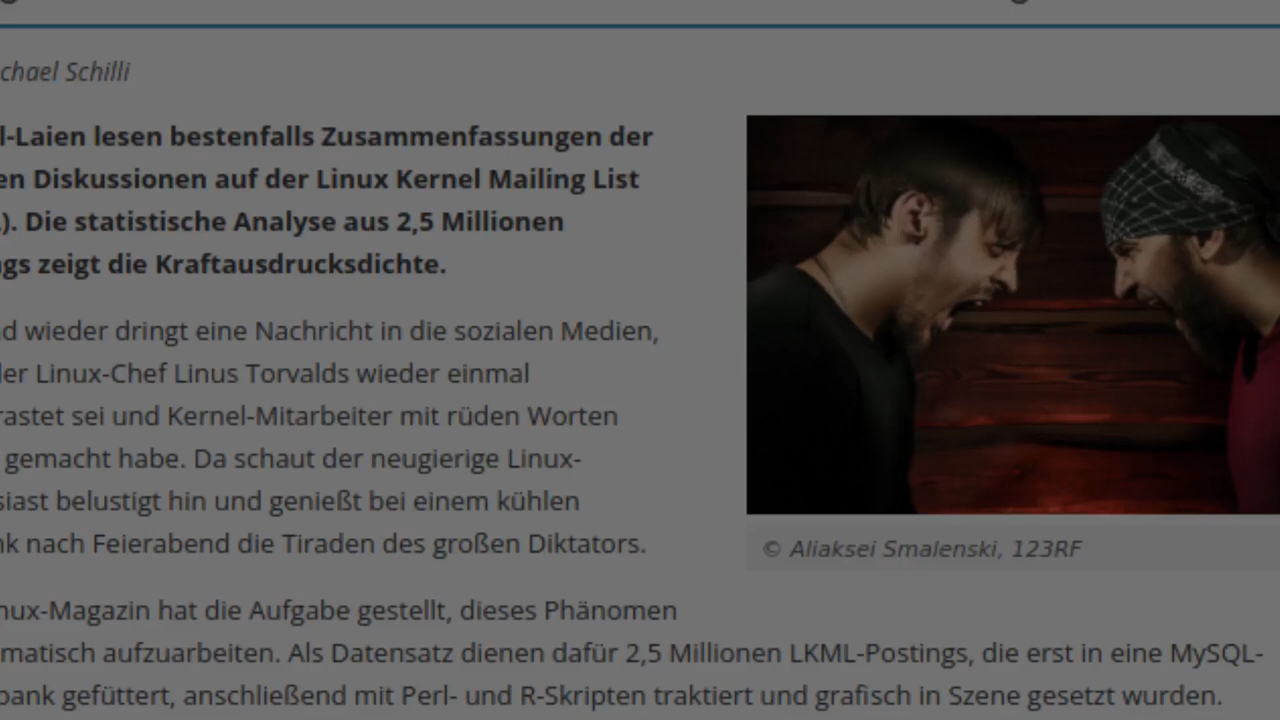 chael Schilli
l-Laien lesen bestenfalls Zusammenfassungen der
en Diskussionen auf der Linux Kernel Mailing List
.). Die statistische Analyse aus 2,5 Millionen
ngs zeigt die Kraftausdrucksdichte.
nd wieder dringt eine Nachricht in die sozialen Medien,
der Linux-Chef Linus Torvalds wieder einmal
rastet sei und Kernel-Mitarbeiter mit rüden Worten
gemacht habe. Da schaut der neugierige Linux-
siast belustigt hin und genießt bei einem kühlen
nk nach Feierabend die Tiraden des großen Diktators.
© Aliaksei Smalenski, 123RF
nux-Magazin hat die Aufgabe gestellt, dieses Phänomen
matisch aufzuarbeiten. Als Datensatz dienen dafür 2,5 Millionen LKML-Postings, die erst in eine MySQL-
bank gefüttert, anschließend mit Perl- und R-Skripten traktiert und grafisch in Szene gesetzt wurden.